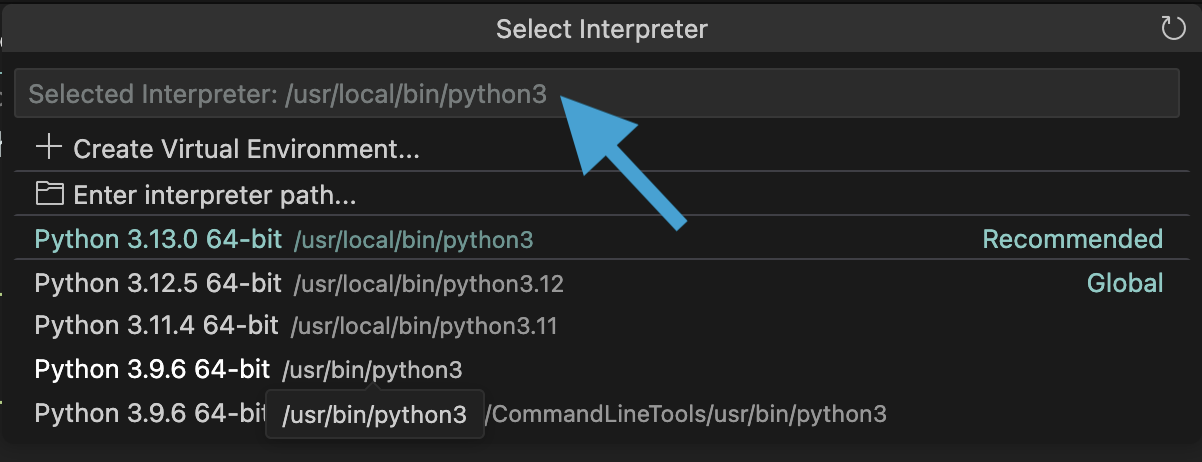 Select Interpreter
Selected Interpreter: /usr/local/bin/python3
Create Virtual Environment...
Enter interpreter path...
Python 3.13.0 64-bit /usr/local/bin/python3 Recommended
Python 3.12.5 64-bit /usr/local/bin/python3.12 Global
Python 3.11.4 64-bit /usr/local/bin/python3.11
Python 3.9.6 64-bit /usr/bin/python3
Python 3.9.6 64-bit /usr/bin/python3 /CommandLineTools/usr/bin/python3